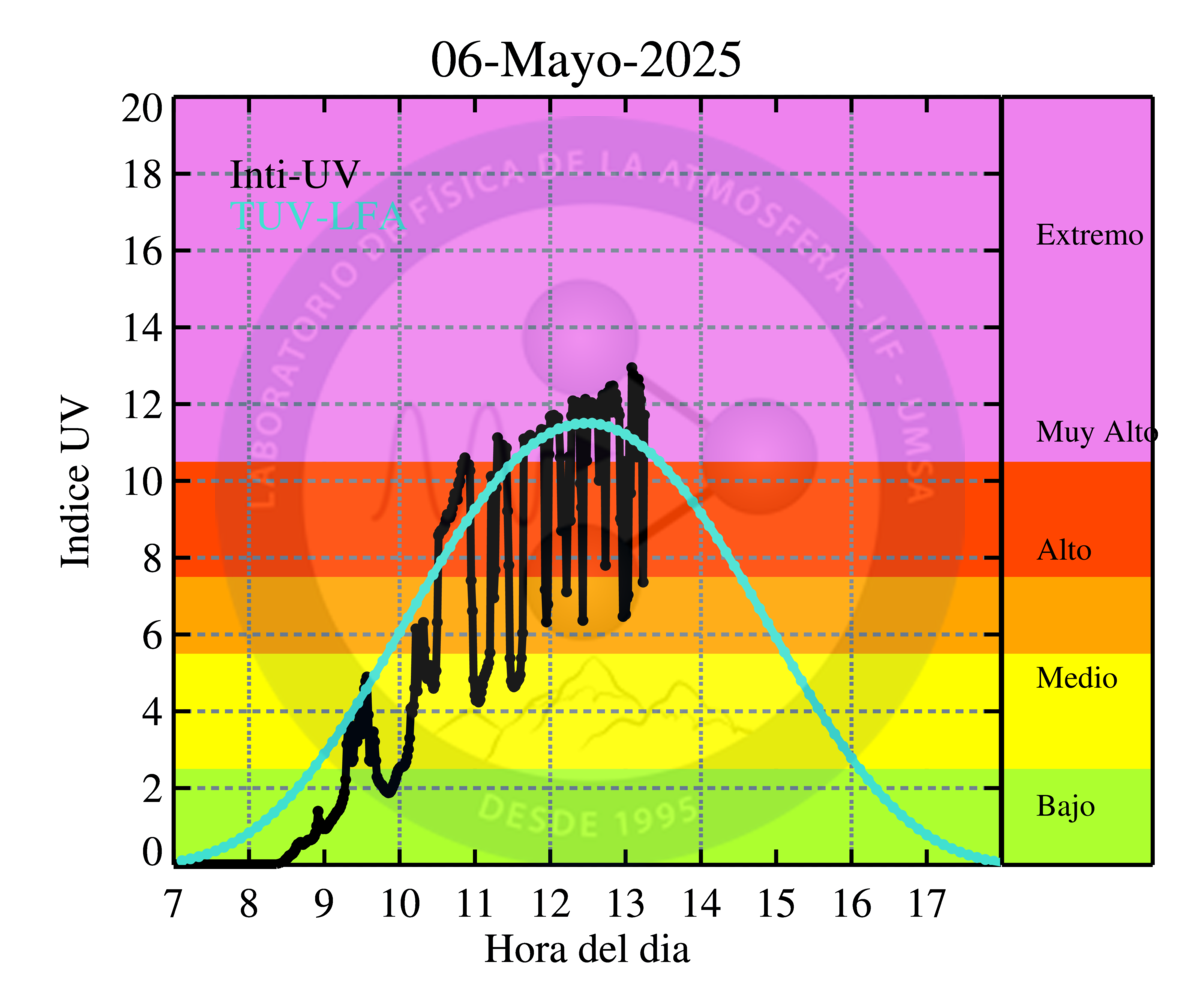 06-Mayo-2025
20
18
16
14
12
10
8
6
4
2
0
Indice UV
Inti-UV
TUV-LFA
LABORATORIO DE FÍSICA DE LA ATMÓSFERA - IIF - UMSA
DESDE 1995
Extremo
Muy Alto
Alto
Medio
Bajo
7 8 9 10 11 12 13 14 15 16 17
Hora del dia